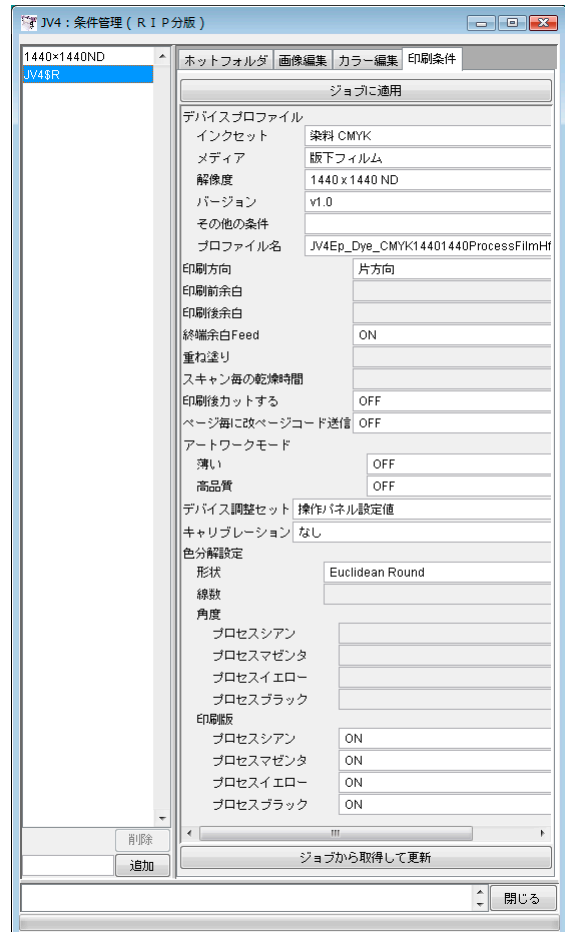 JV4：条件管理（ＲＩＰ分版）
1440×1440ND
JV4$R
ホットフォルダ 画像編集 カラー編集 印刷条件
ジョブに適用
デバイスプロファイル
インクセット 染料 CMYK
メディア 版下フィルム
解像度 1440 x 1440 ND
バージョン v1.0
その他の条件
プロファイル名 JV4Ep_Dye_CMYK14401440ProcessFilmHf
印刷方向 片方向
印刷前余白
印刷後余白
終端余白Feed ON
重ね塗り
スキャン毎の乾燥時間
印刷後カットする OFF
ページ毎に改ページコード送信 OFF
アートワークモード
薄い OFF
高品質 OFF
デバイス調整セット 操作パネル設定値
キャリブレーション なし
色分解設定
形状 Euclidean Round
線数
角度
プロセスシアン
プロセスマゼンタ
プロセスイエロー
プロセスブラック
印刷版
プロセスシアン ON
プロセスマゼンタ ON
プロセスイエロー ON
プロセスブラック ON
削除
追加
ジョブから取得して更新
閉じる